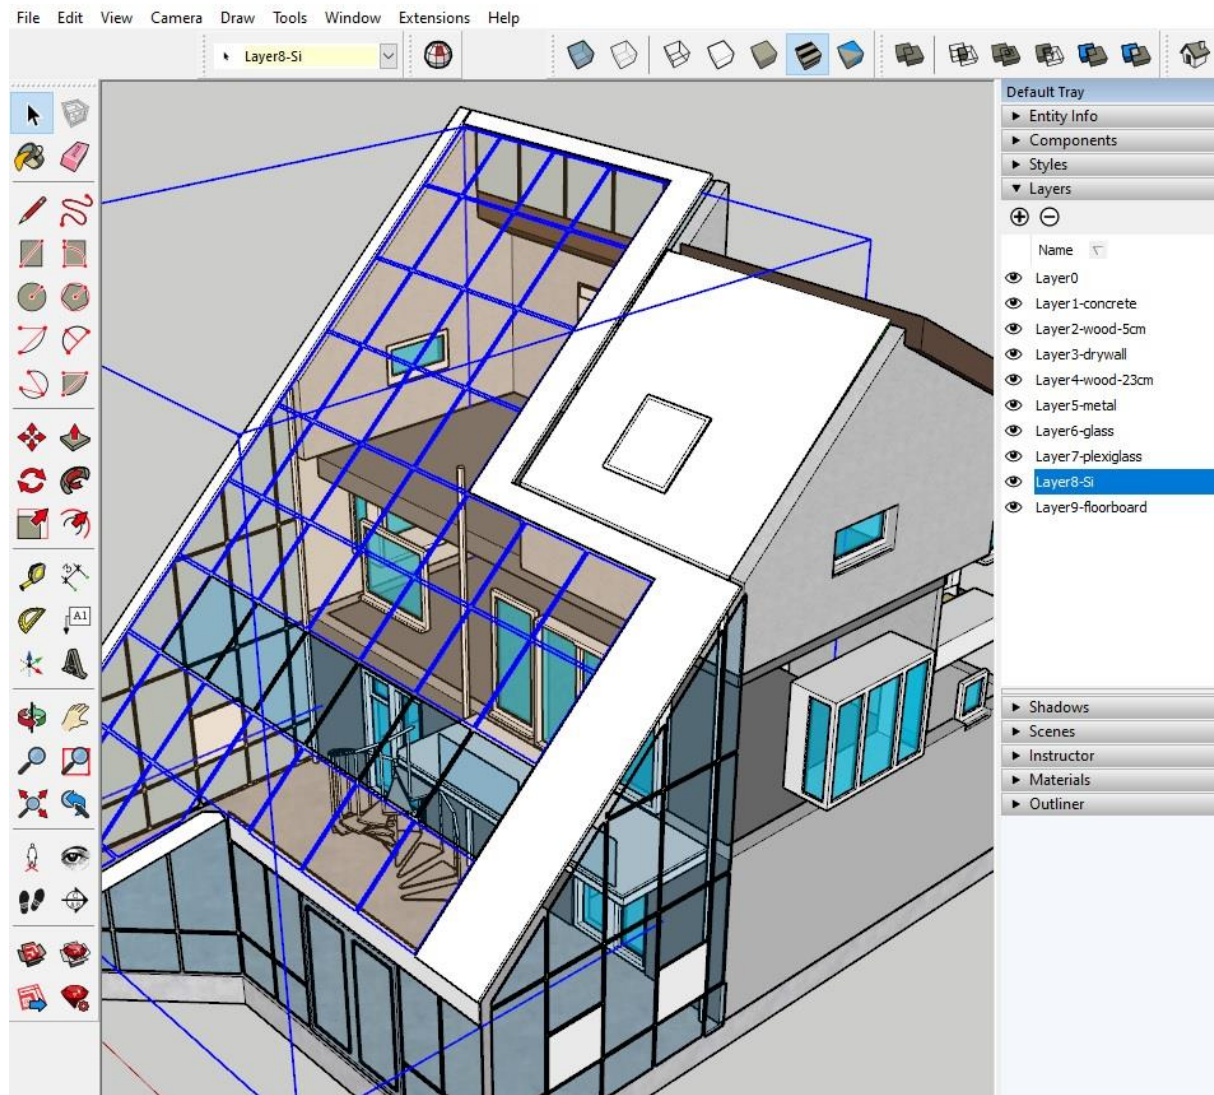 File Edit View Camera Draw Tools Window Extensions Help
Layer8-Si
Default Tray
Entity Info
Components
Styles
Layers
Name
Layer0
Layer1-concrete
Layer2-wood-5cm
Layer3-drywall
Layer4-wood-23cm
Layer5-metal
Layer6-glass
Layer7-plexiglass
Layer8-Si
Layer9-floorboard
A1
Shadows
Scenes
Instructor
Materials
Outliner